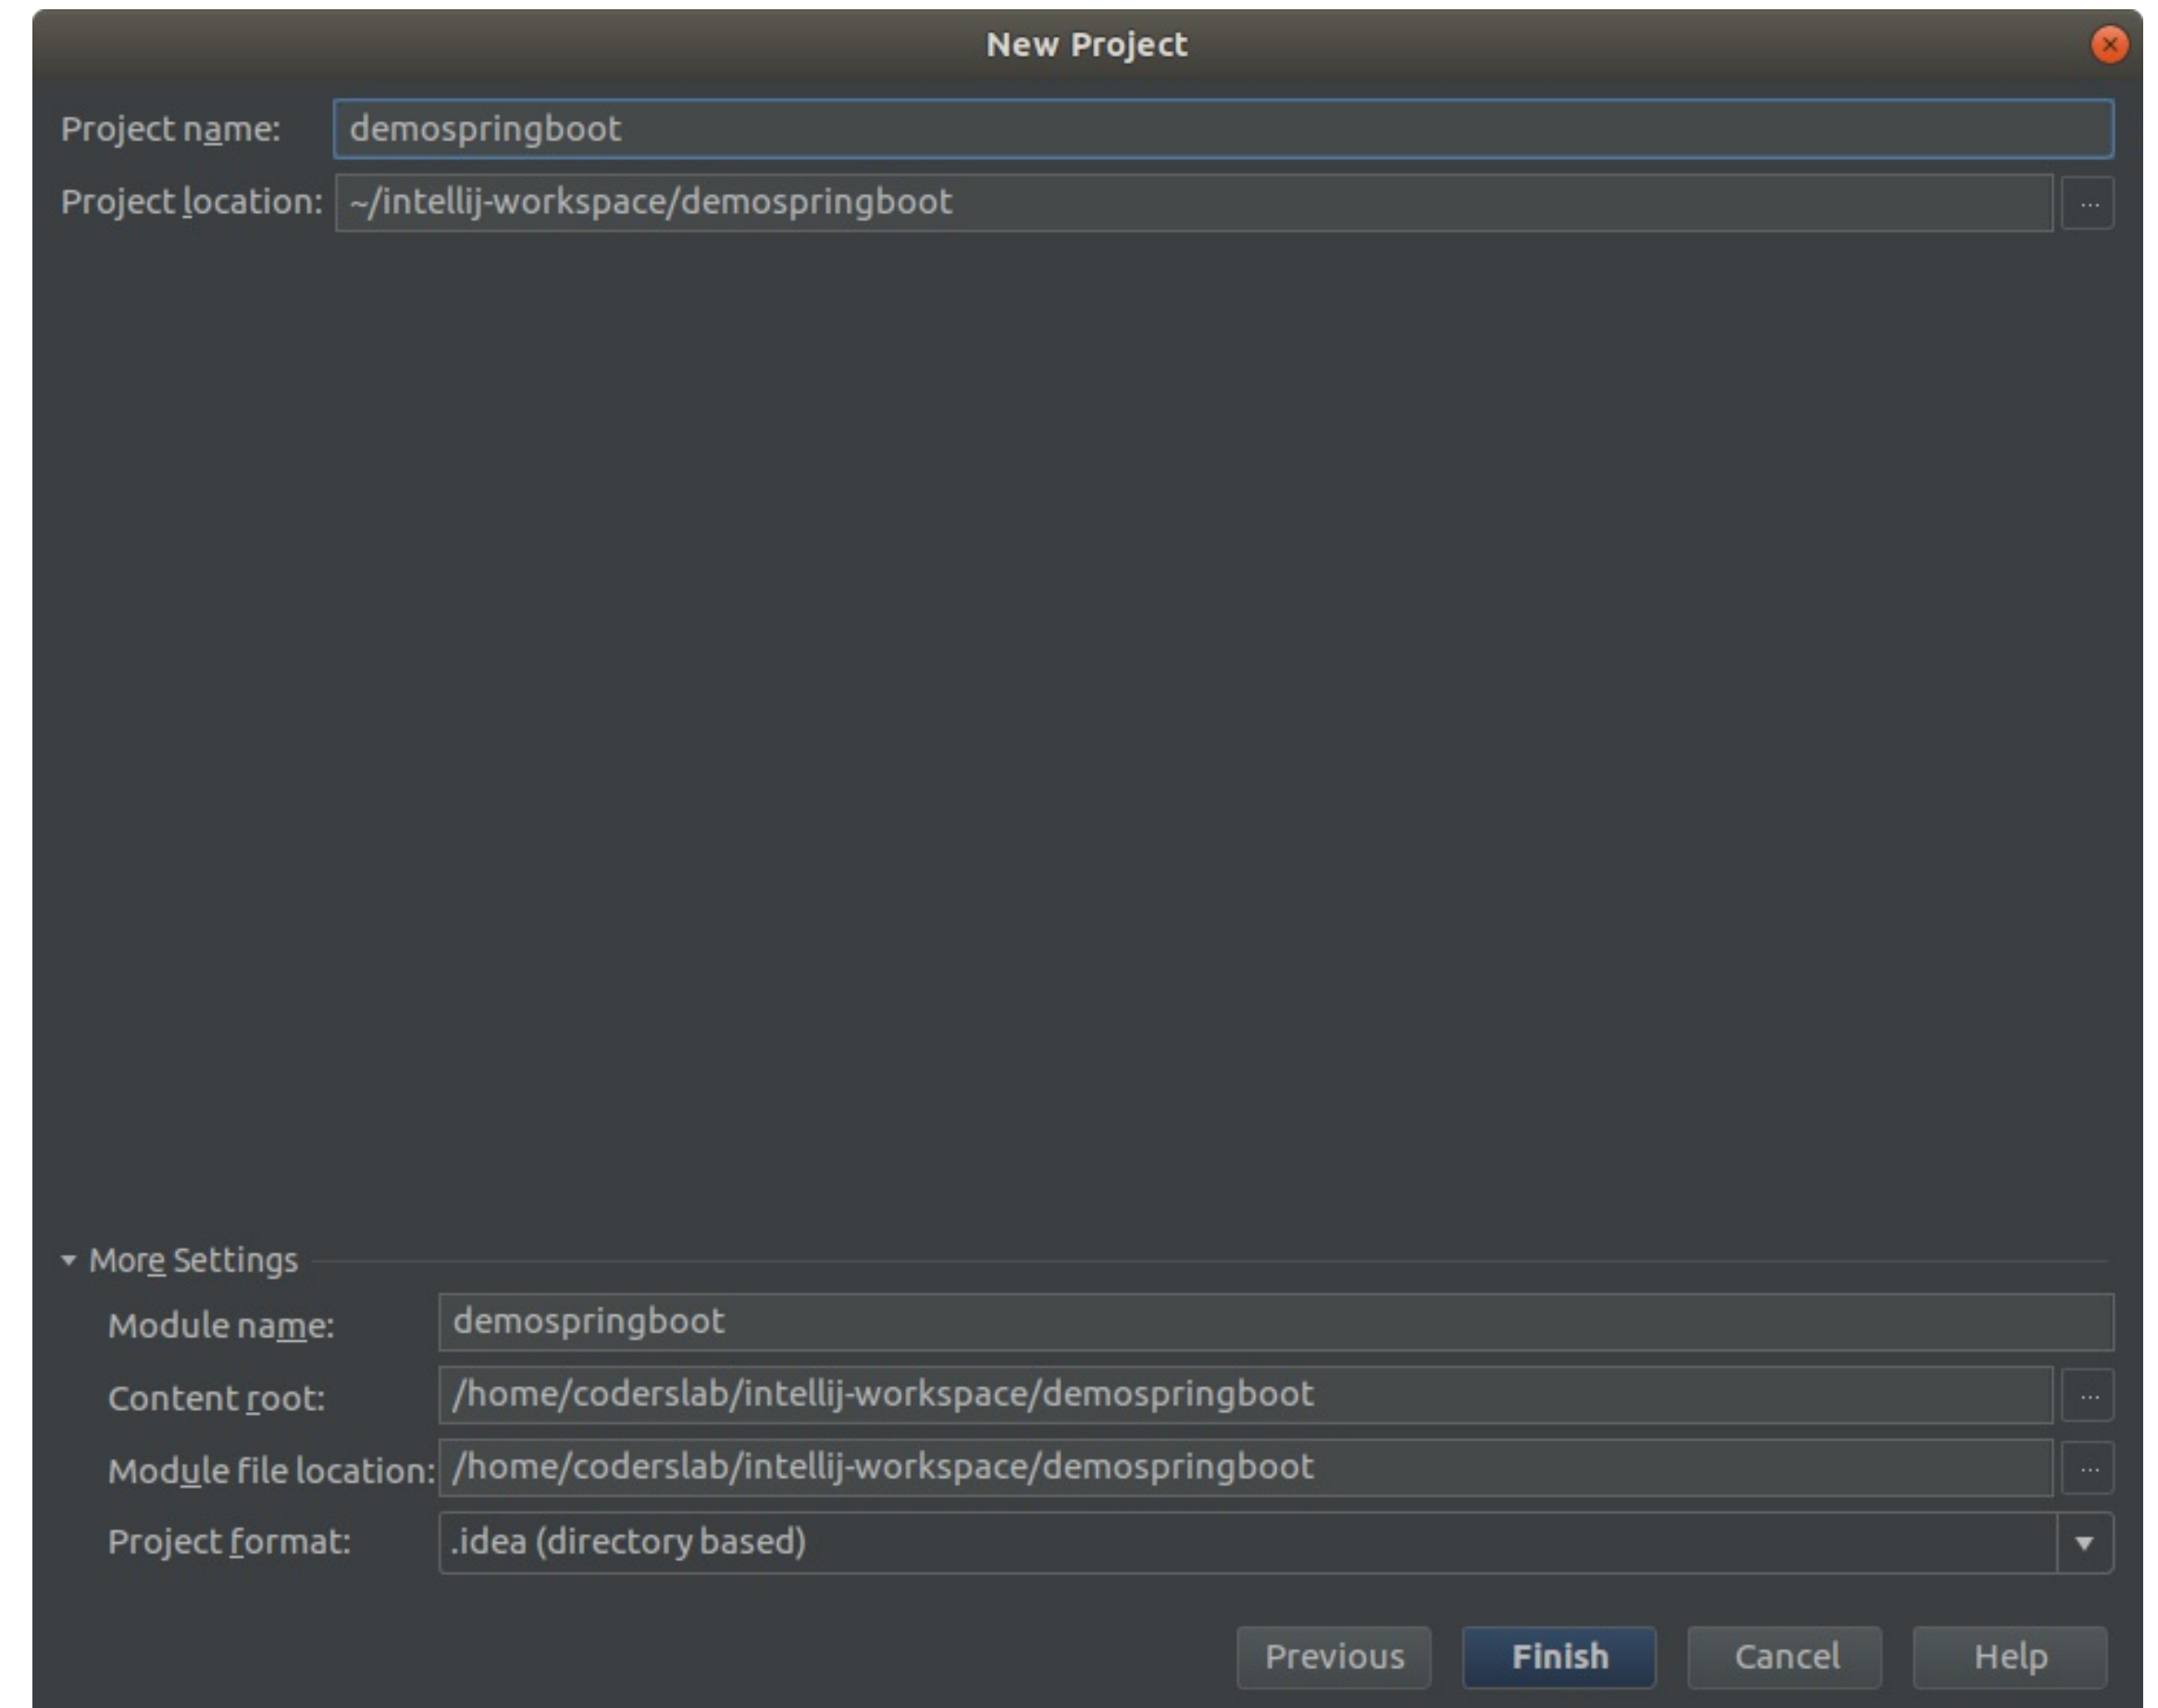 New Project
Project name: demospringboot
Project location: ~/intellij-workspace/demospringboot ...
More Settings
Module name: demospringboot
Content root: /home/coderslab/intellij-workspace/demospringboot ...
Module file location: /home/coderslab/intellij-workspace/demospringboot ...
Project format: .idea (directory based)
Previous Finish Cancel Help